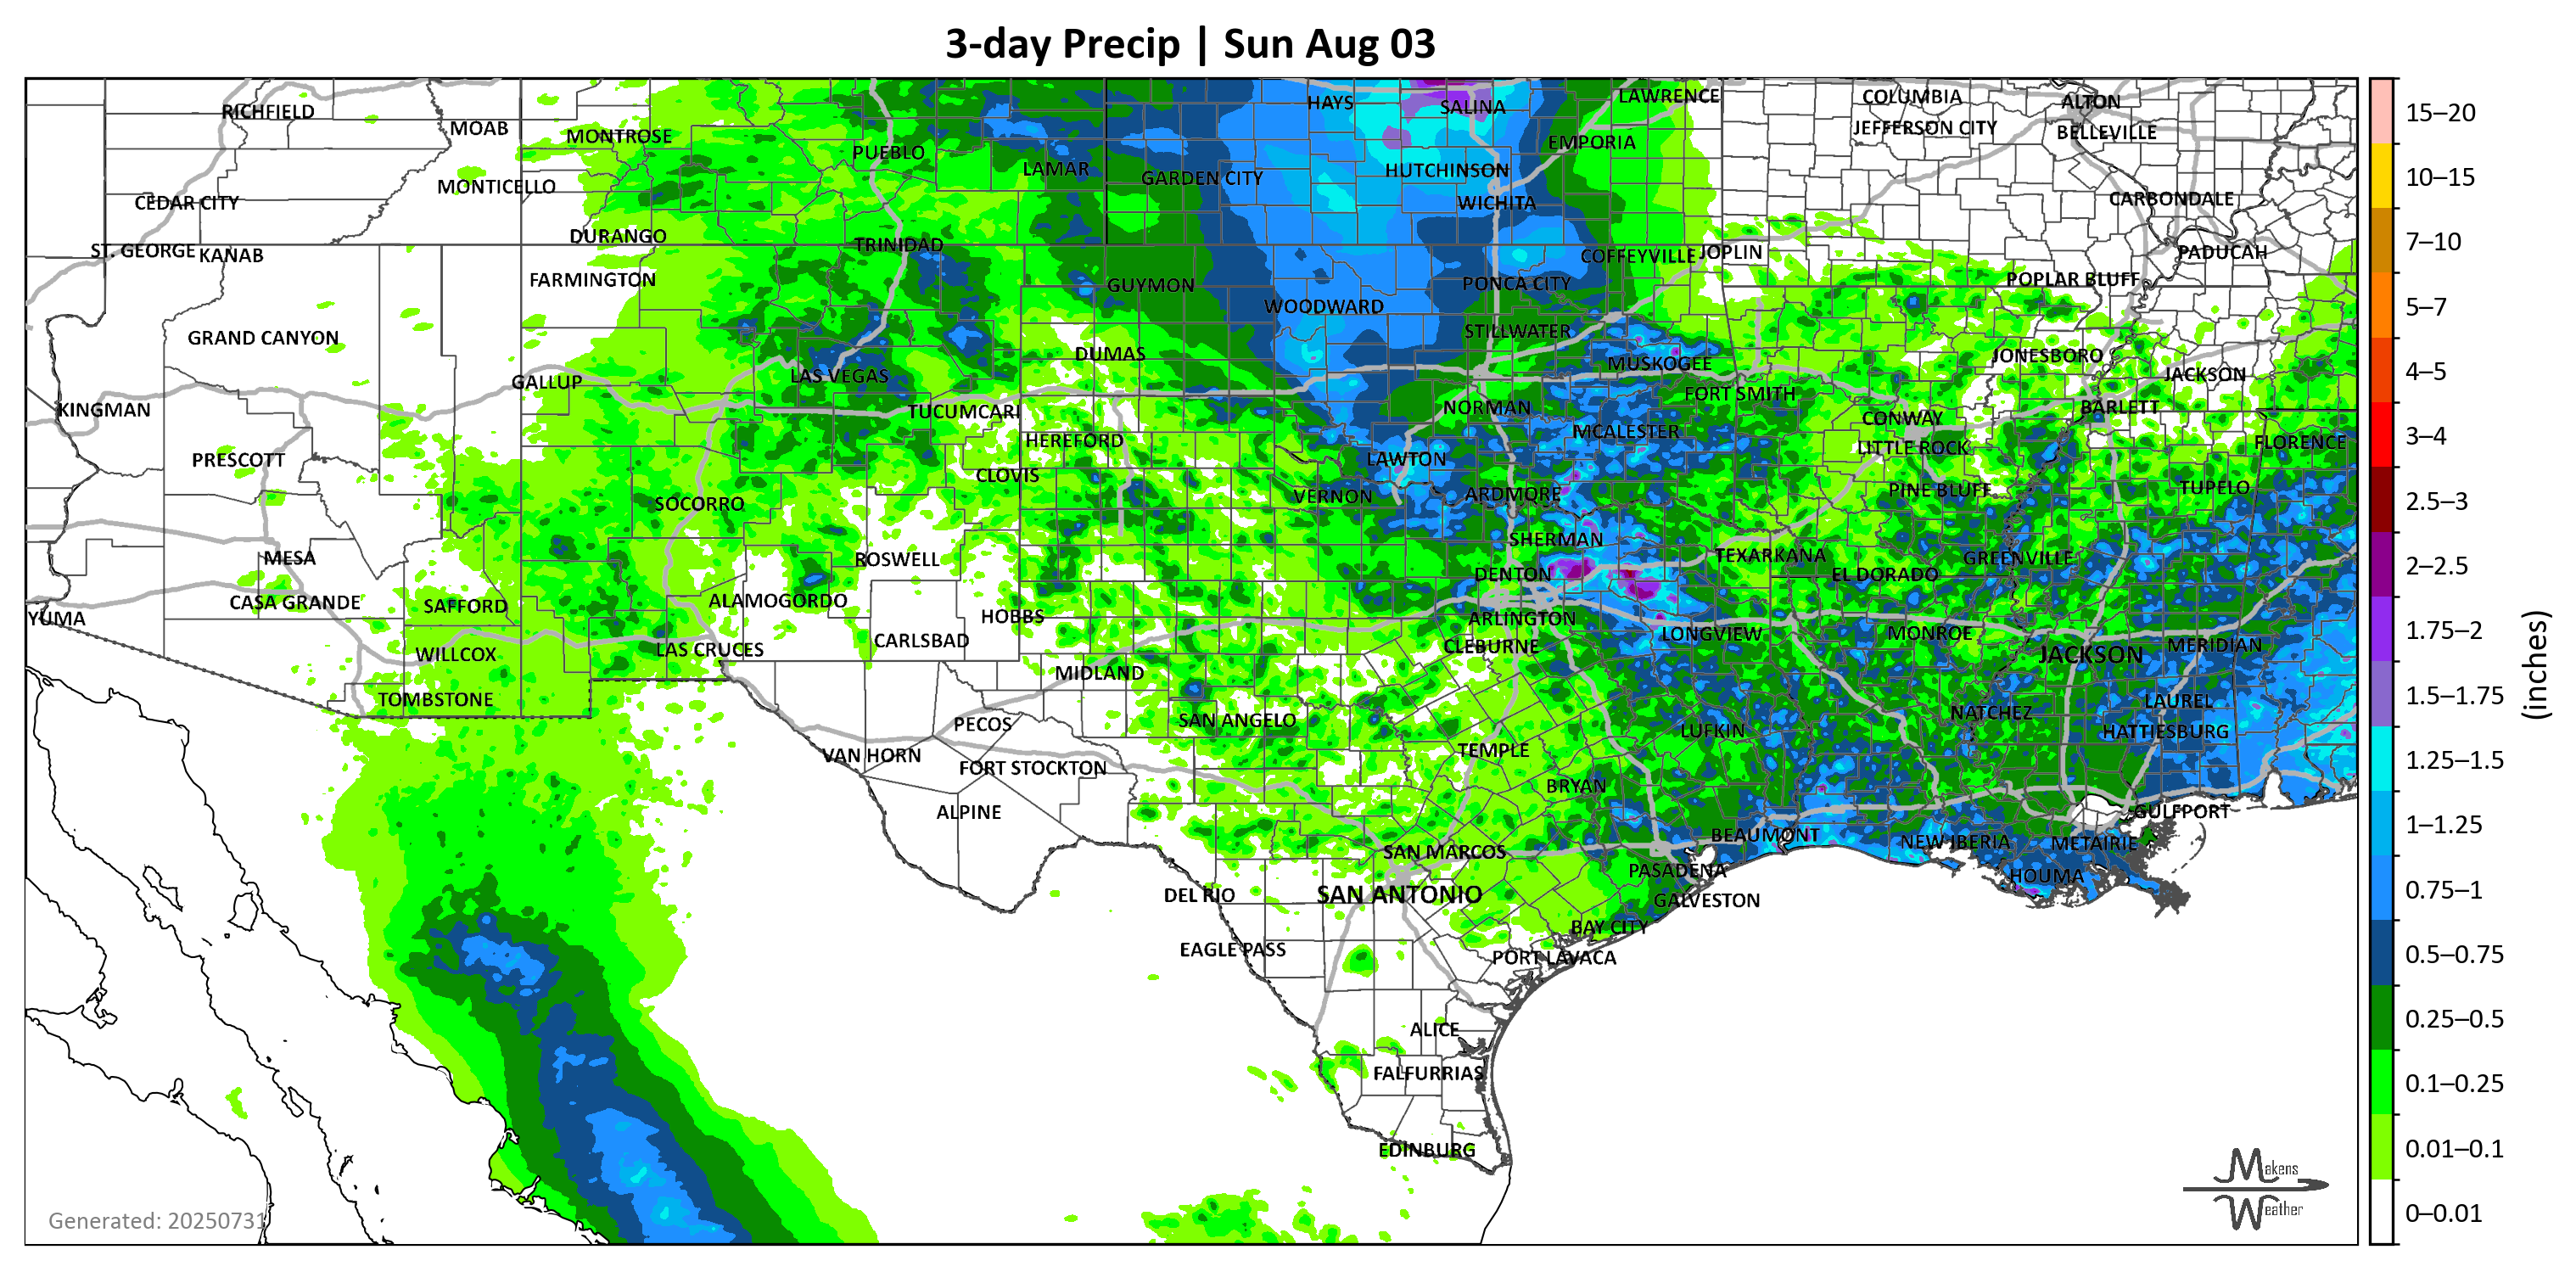 3-day Precip | Sun Aug 03
RICHFIELD
MOAB
MONTROSE
PUEBLO
LAMAR
HAYS
SALINA
LAWRENCE
COLUMBIA
ALTON
JEFFERSON CITY
BELLEVILLE
EMPORIA
MONTICELLO
GARDEN CITY
HUTCHINSON
CEDAR CITY
WICHITA
CARBONDALE
DURANGO
TRINIDAD
ST. GEORGE
KANAB
COFFEYVILLE
JOPLIN
PADUCAH
FARMINGTON
GUYMON
PONCA CITY
POPLAR BLUFF
WOODWARD
GRAND CANYON
STILLWATER
DUMAS
MUSKOGEE
JONESBORO
GALLUP
LAS VEGAS
JACKSON
FORT SMITH
KINGMAN
TUCUMCARI
NORMAN
BARLETT
CONWAY
HEREFORD
MCALESTER
LITTLE ROCK
FLORENCE
PRESCOTT
CLOVIS
LAWTON
SOCORRO
VERNON
ARDMORE
PINE BLUFF
TUPELO
MESA
ROSWELL
SHERMAN
TEXARKANA
GREENVILLE
DENTON
EL DORADO
CASA GRANDE
SAFFORD
ALAMOGORDO
HOBBS
YUMA
ARLINGTON
CARLSBAD
CLEBURNE
LONGVIEW
MONROE
JACKSON
MERIDIAN
WILLCOX
LAS CRUCES
MIDLAND
TOMBSTONE
LAUREL
PECOS
SAN ANGELO
NATCHEZ
LUFKIN
HATTIESBURG
VAN HORN
FORT STOCKTON
TEMPLE
BRYAN
ALPINE
GULFPORT
BEAUMONT
NEW IBERIA
METAIRIE
SAN MARCOS
PASADENA
HOUMA
DEL RIO
SAN ANTONIO
GALVESTON
BAY CITY
EAGLE PASS
PORT LAVACA
ALICE
FALFURRIAS
EDINBURG
Generated: 20250731
Makens
Weather
15–20
10–15
7–10
5–7
4–5
3–4
2.5–3
2–2.5
1.75–2
1.5–1.75
1.25–1.5
1–1.25
0.75–1
0.5–0.75
0.25–0.5
0.1–0.25
0.01–0.1
0–0.01
(inches)